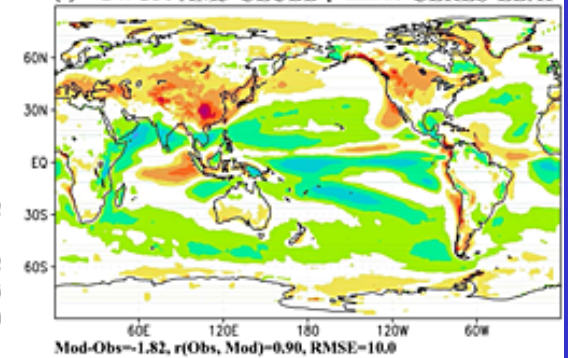 60N
30N
EQ
30S
60S
60E 120E 180 120W 60W
Mod-Obs=-1.82, r(Obs, Mod)=0.90, RMSE=10.0